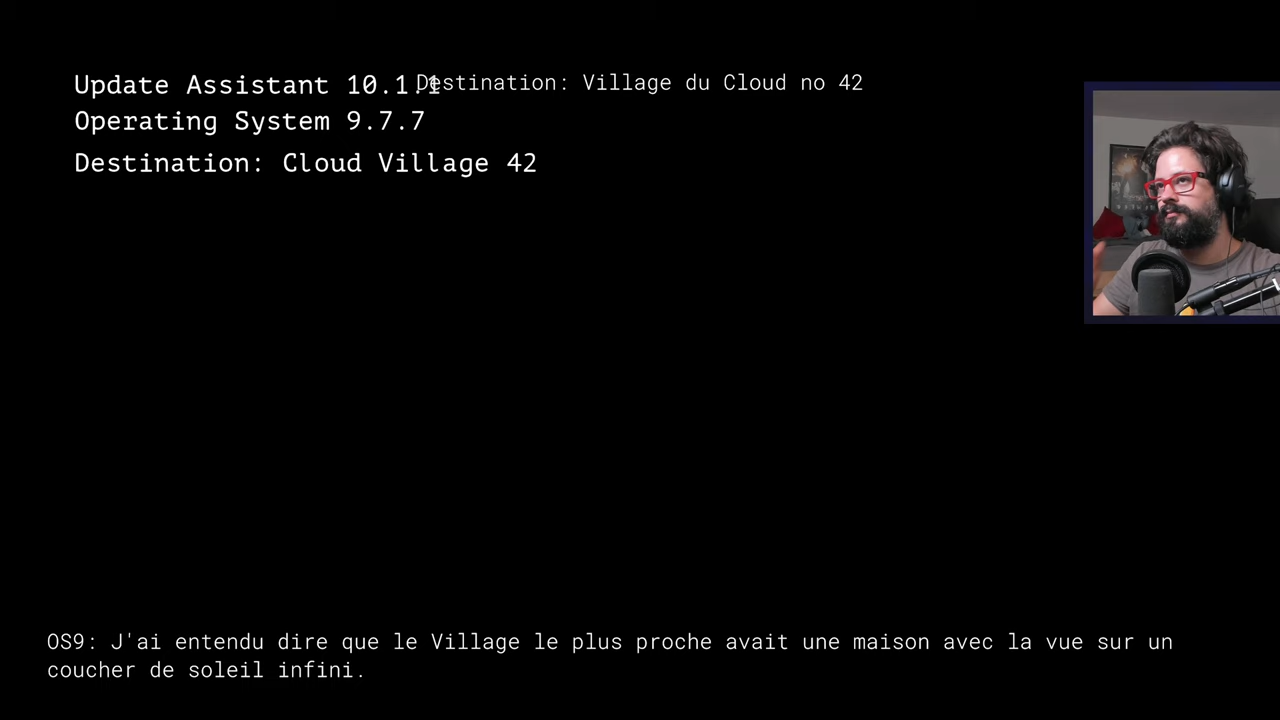 Update Assistant 10.1.1
Destination: Village du Cloud no 42
Operating System 9.7.7
Destination: Cloud Village 42
OS9: J'ai entendu dire que le Village le plus proche avait une maison avec la vue sur un
coucher de soleil infini.